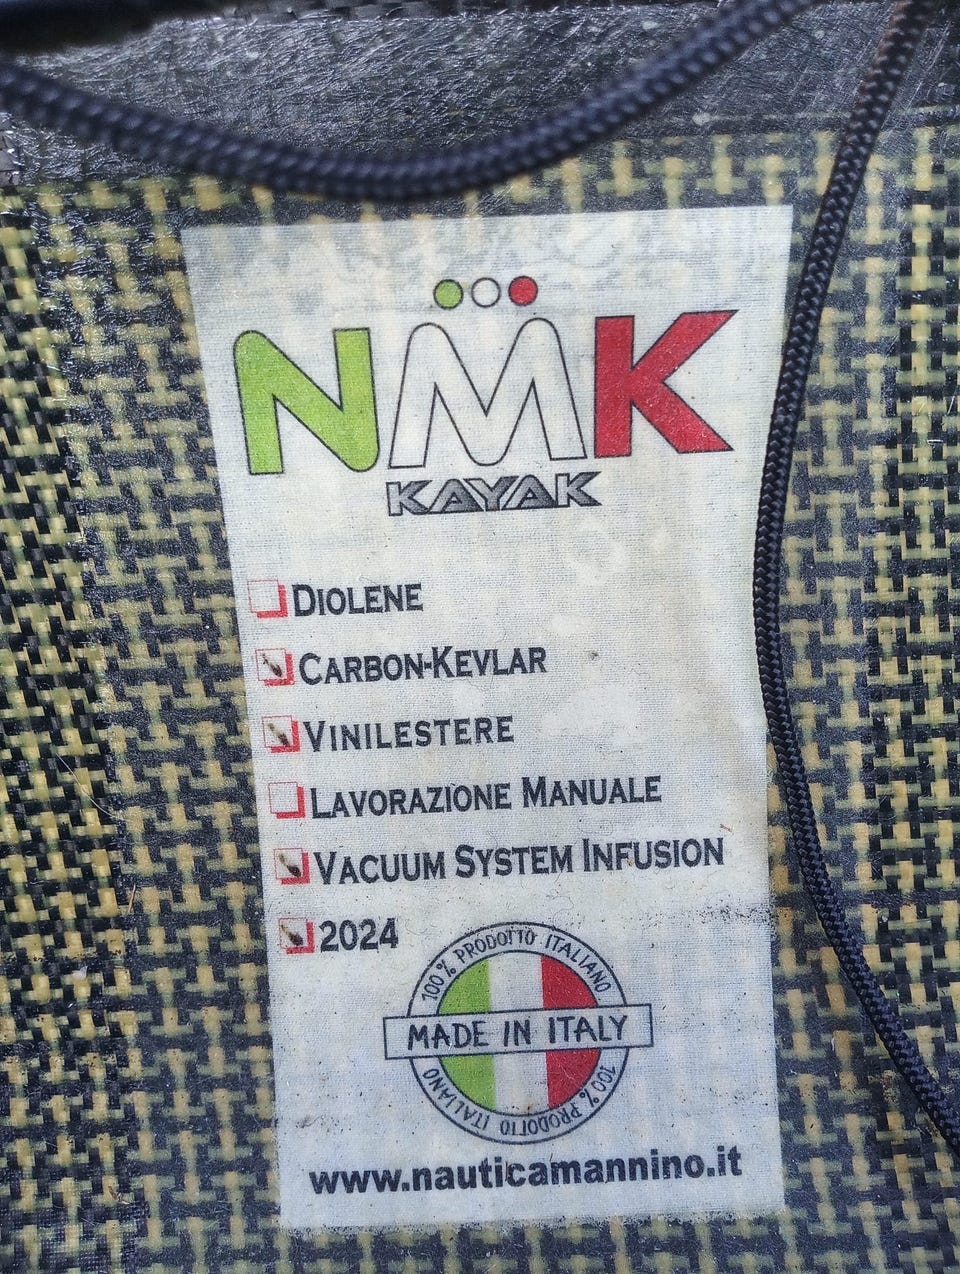 NMK
KAYAK
DIOLENE
CARBON-KEVLAR
VINILESTERE
LAVORAZIONE MANUALE
VACUUM SYSTEM INFUSION
2024
100% PRODOTTO ITALIANO
MADE IN ITALY
100% PRODOTTO ITALIANO
www.nauticamannino.it